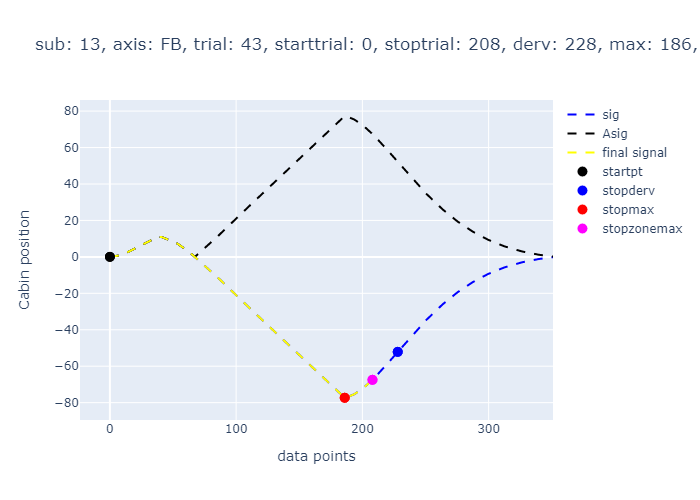 sub: 13, axis: FB, trial: 43, starttrial: 0, stoptrial: 208, derv: 228, max: 186,
80
60
40
20
0
−20
−40
−60
−80
Cabin position
0 100 200 300
data points
sig
Asig
final signal
startpt
stopderv
stopmax
stopzonemax